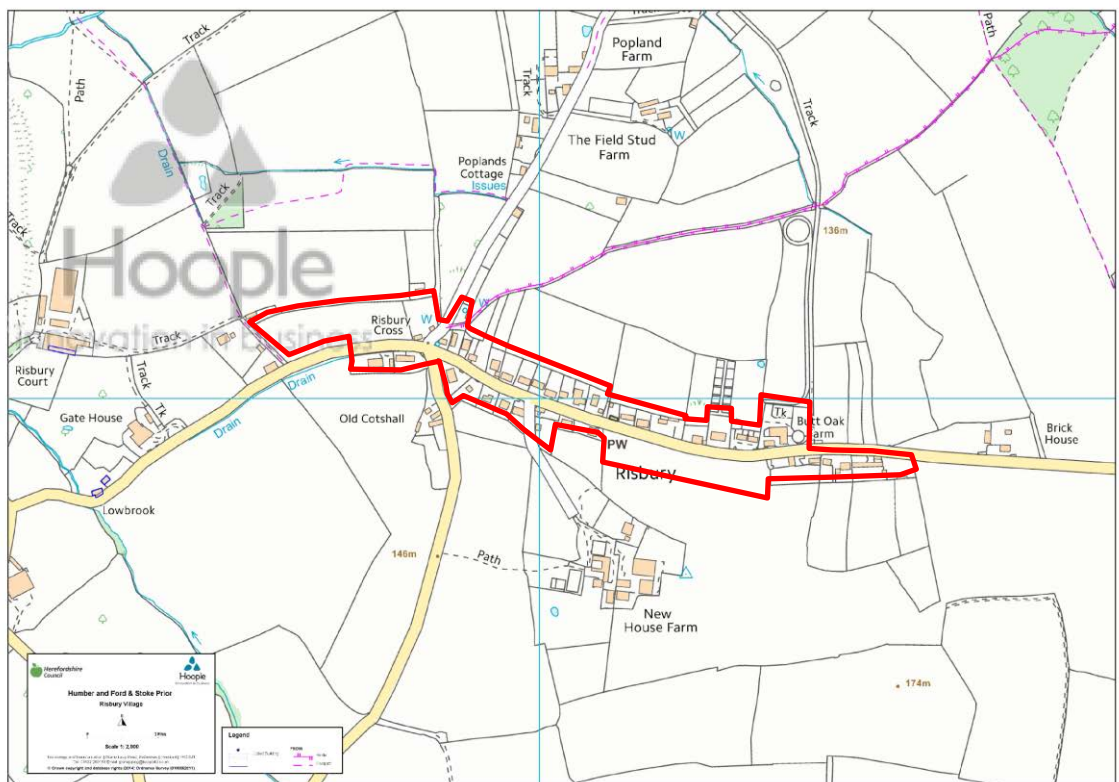 Track
Path
Popland
Farm
Path
Track
Track
W
The Field Stud
Farm
Drain
Poplands
Cottage
Issues
Track
Track
136m
Hoople
Innovation in business
W
W
Risbury
Cross
Track
Risbury
Court
Track
Drain
Tk
Gate House
Drain
Old Cotshall
Tk
Butt Oak
Farm
Brick
House
PW
Risbury
Lowbrook
146m
Path
New
House Farm
174m
Herefordshire
Council
Hoople
Humber and Ford & Stoke Prior
Risbury Village
Scale 1: 2,500
Legend